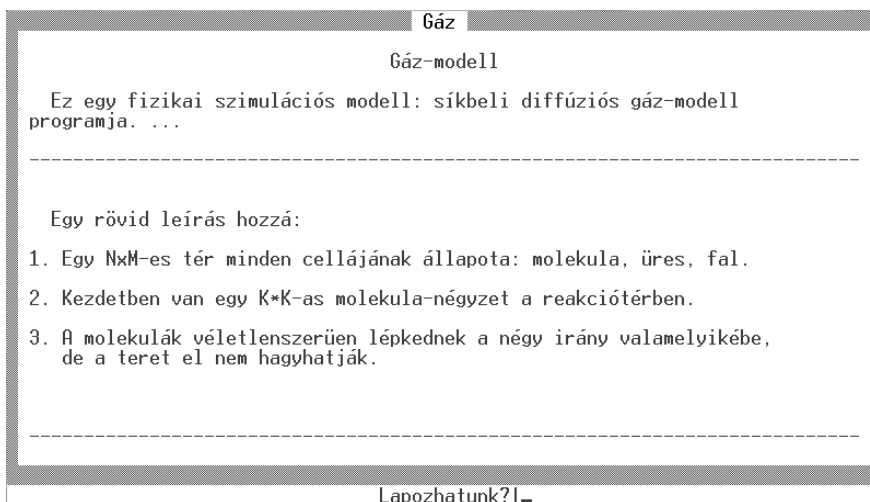 Gáz
Gáz-modell
Ez egy fizikai szimulációs modell: síkbeli diffúziós gáz-modell
programja. ...
Egy rövid leírás hozzá:
1. Egy NxM-es tér minden cellájának állapota: molekula, üres, fal.
2. Kezdetben van egy K*K-as molekula-négyzet a reakciótérben.
3. A molekulák véletlenszerüen lépkednek a négy irány valamelyikébe,
de a teret el nem hagyhatják.
Lapozhatunk?|_